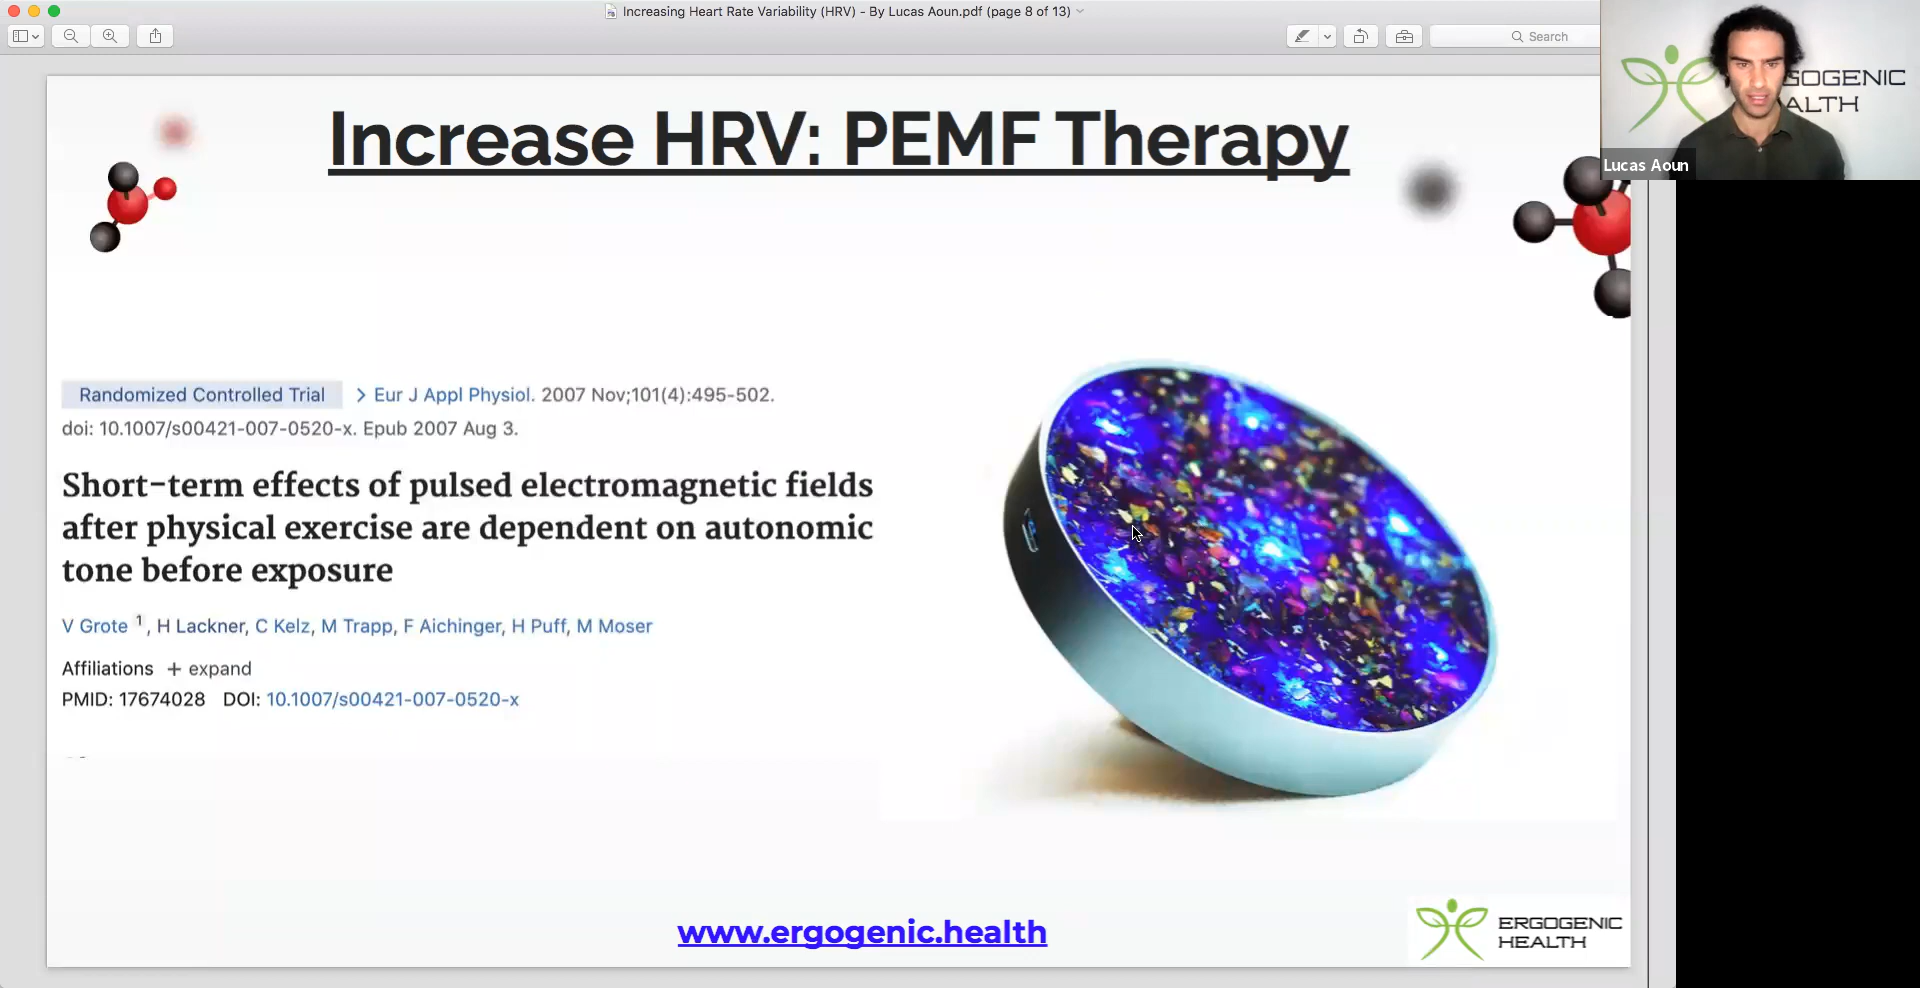 Increasing Heart Rate Variability (HRV) - By Lucas Aoun.pdf (page 8 of 13)
Search
SOGENIC
ALTH
Lucas Aoun
Increase HRV: PEMF Therapy
Randomized Controlled Trial > Eur J Appl Physiol. 2007 Nov;101(4):495-502.
doi: 10.1007/s00421-007-0520-x. Epub 2007 Aug 3.
Short-term effects of pulsed electromagnetic fields
after physical exercise are dependent on autonomic
tone before exposure
V Grote 1, H Lackner, C Kelz, M Trapp, F Aichinger, H Puff, M Moser
Affiliations + expand
PMID: 17674028 DOI: 10.1007/s00421-007-0520-x
www.ergogenic.health
ERGOGENIC
HEALTH